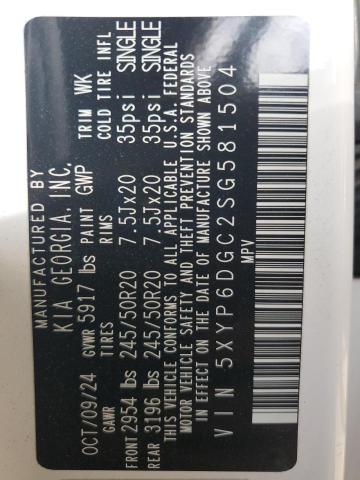 MANUFACTURED BY
KIA GEORGIA, INC.
OCT/09/24 GVWR 5917 lbs PAINT GWP TRIM WK
GAWR TIRES RIMS COLD TIRE INFL
FRONT 2954 lbs 245/50R20 7.5Jx20 35psi SINGLE
REAR 3196 lbs 245/50R20 7.5Jx20 35psi SINGLE
THIS VEHICLE CONFORMS TO ALL APPLICABLE U.S.A. FEDERAL
MOTOR VEHICLE SAFETY AND THEFT PREVENTION STANDARDS
IN EFFECT ON THE DATE OF MANUFACTURE SHOWN ABOVE
VIN 5XYP6DGC2SG581504
MPV